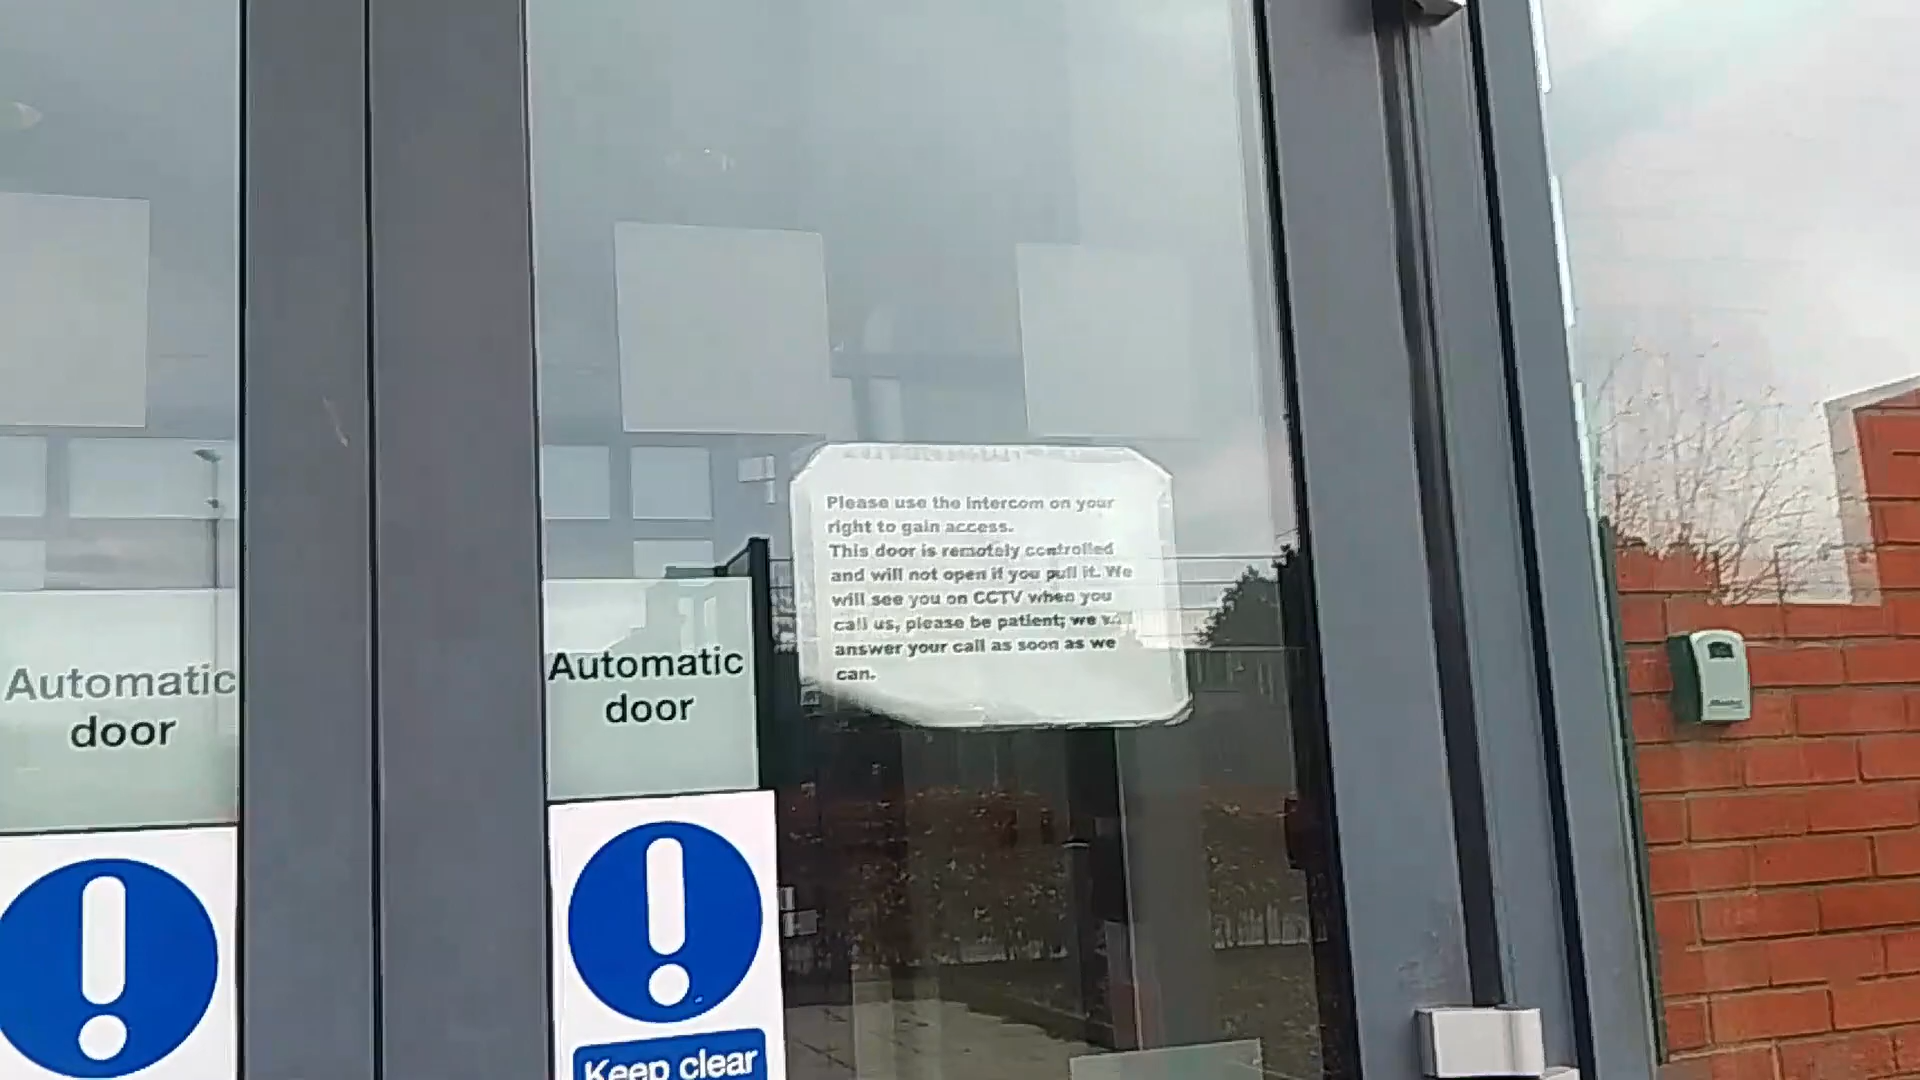 Please use the intercom on your
right to gain access.
This door is remotely controlled
and will not open if you pull it. We
will see you on CCTV when you
call us, please be patient; we
answer your call as soon as we
can.
Automatic
door
Automatic
door
Keep clear